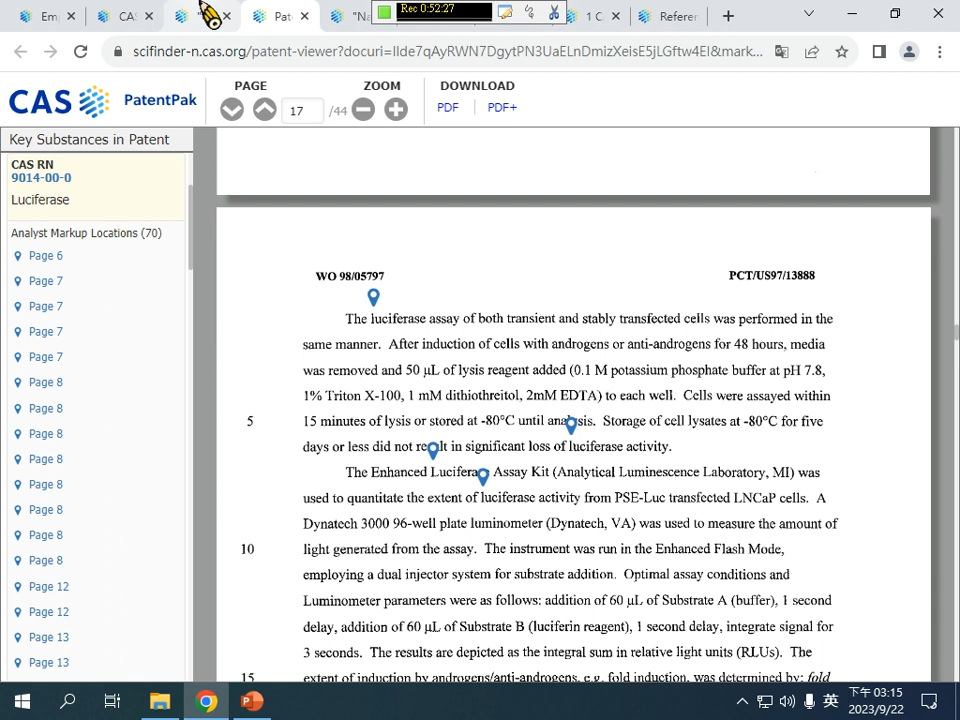 Em
CA
Pat
"Na
1 C
Referen
Rec 0:52:27
scifinder-n.cas.org/patent-viewer?docuri=IIde7qAyRWN7DgytPN3UaELnDmizXeisE5jLGftw4EI&mark...
CAS
PatentPak
PAGE
17
/44
ZOOM
DOWNLOAD
PDF
PDF+
Key Substances in Patent
CAS RN
9014-00-0
Luciferase
Analyst Markup Locations (70)
Page 6
Page 7
Page 7
Page 7
Page 7
Page 8
Page 8
Page 8
Page 8
Page 8
Page 8
Page 8
Page 8
Page 12
Page 12
Page 13
Page 13
WO 98/05797
PCT/US97/13888
The luciferase assay of both transient and stably transfected cells was performed in the
same manner. After induction of cells with androgens or anti-androgens for 48 hours, media
was removed and 50 μL of lysis reagent added (0.1 M potassium phosphate buffer at pH 7.8,
1% Triton X-100, 1 mM dithiothreitol, 2mM EDTA) to each well. Cells were assayed within
5 15 minutes of lysis or stored at -80°C until analysis. Storage of cell lysates at -80°C for five
days or less did not result in significant loss of luciferase activity.
The Enhanced Luciferase Assay Kit (Analytical Luminescence Laboratory, MI) was
used to quantitate the extent of luciferase activity from PSE-Luc transfected LNCaP cells. A
Dynatech 3000 96-well plate luminometer (Dynatech, VA) was used to measure the amount of
10 light generated from the assay. The instrument was run in the Enhanced Flash Mode,
employing a dual injector system for substrate addition. Optimal assay conditions and
Luminometer parameters were as follows: addition of 60 μL of Substrate A (buffer), 1 second
delay, addition of 60 μL of Substrate B (luciferin reagent), 1 second delay, integrate signal for
3 seconds. The results are depicted as the integral sum in relative light units (RLUs). The
15 extent of induction by androgens/anti-androgens, e.g. fold induction, was determined by: fold
英
下午 03:15
2023/9/22